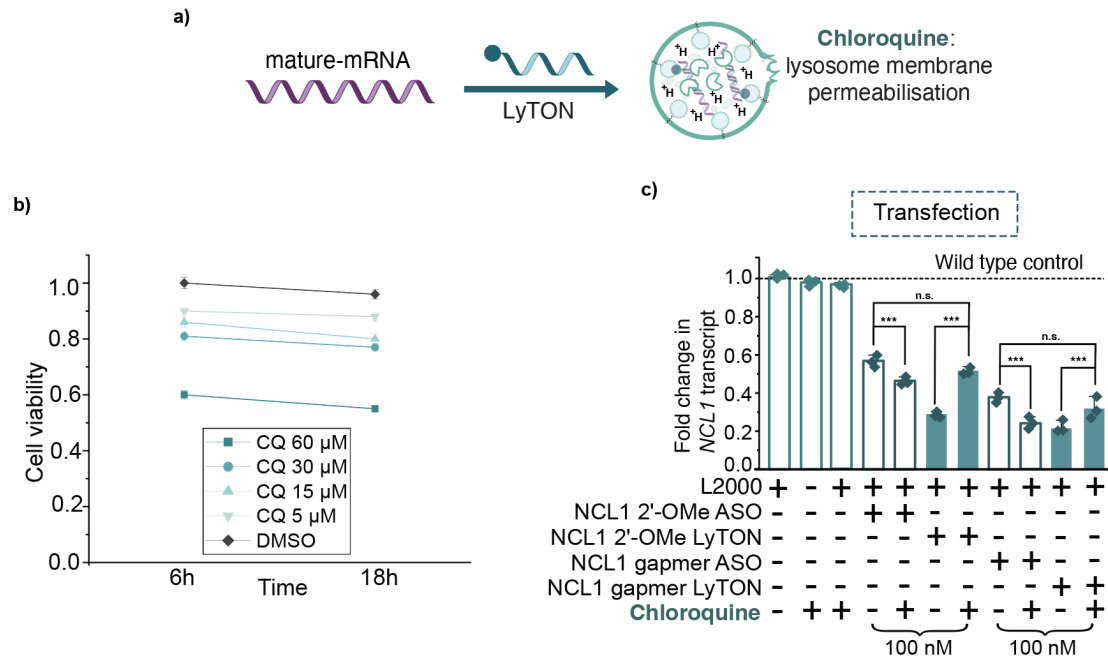 a)
mature-mRNA
LyTON
+H
H+
+H
+H
+H
+H
+H
+H
Chloroquine:
lysosome membrane
permeabilisation
b)
Cell viability
1.0
0.8
0.6
0.4
0.2
0.0
6h
Time
18h
CQ 60 µM
CQ 30 µM
CQ 15 µM
CQ 5 µM
DMSO
c)
Transfection
Wild type control
Fold change in
NCL1 transcript
1.0
0.8
0.6
0.4
0.2
0.0
n.s.
*** ***
n.s.
*** ***
L2000 + - + + + + + + + + +
NCL1 2'-OMe ASO - - - + + - - - - - -
NCL1 2'-OMe LyTON - - - - - + + - - - -
NCL1 gapmer ASO - - - - - - - + + - -
NCL1 gapmer LyTON - - - - - - - - - + +
Chloroquine - + + - + - + - + - +
100 nM 100 nM